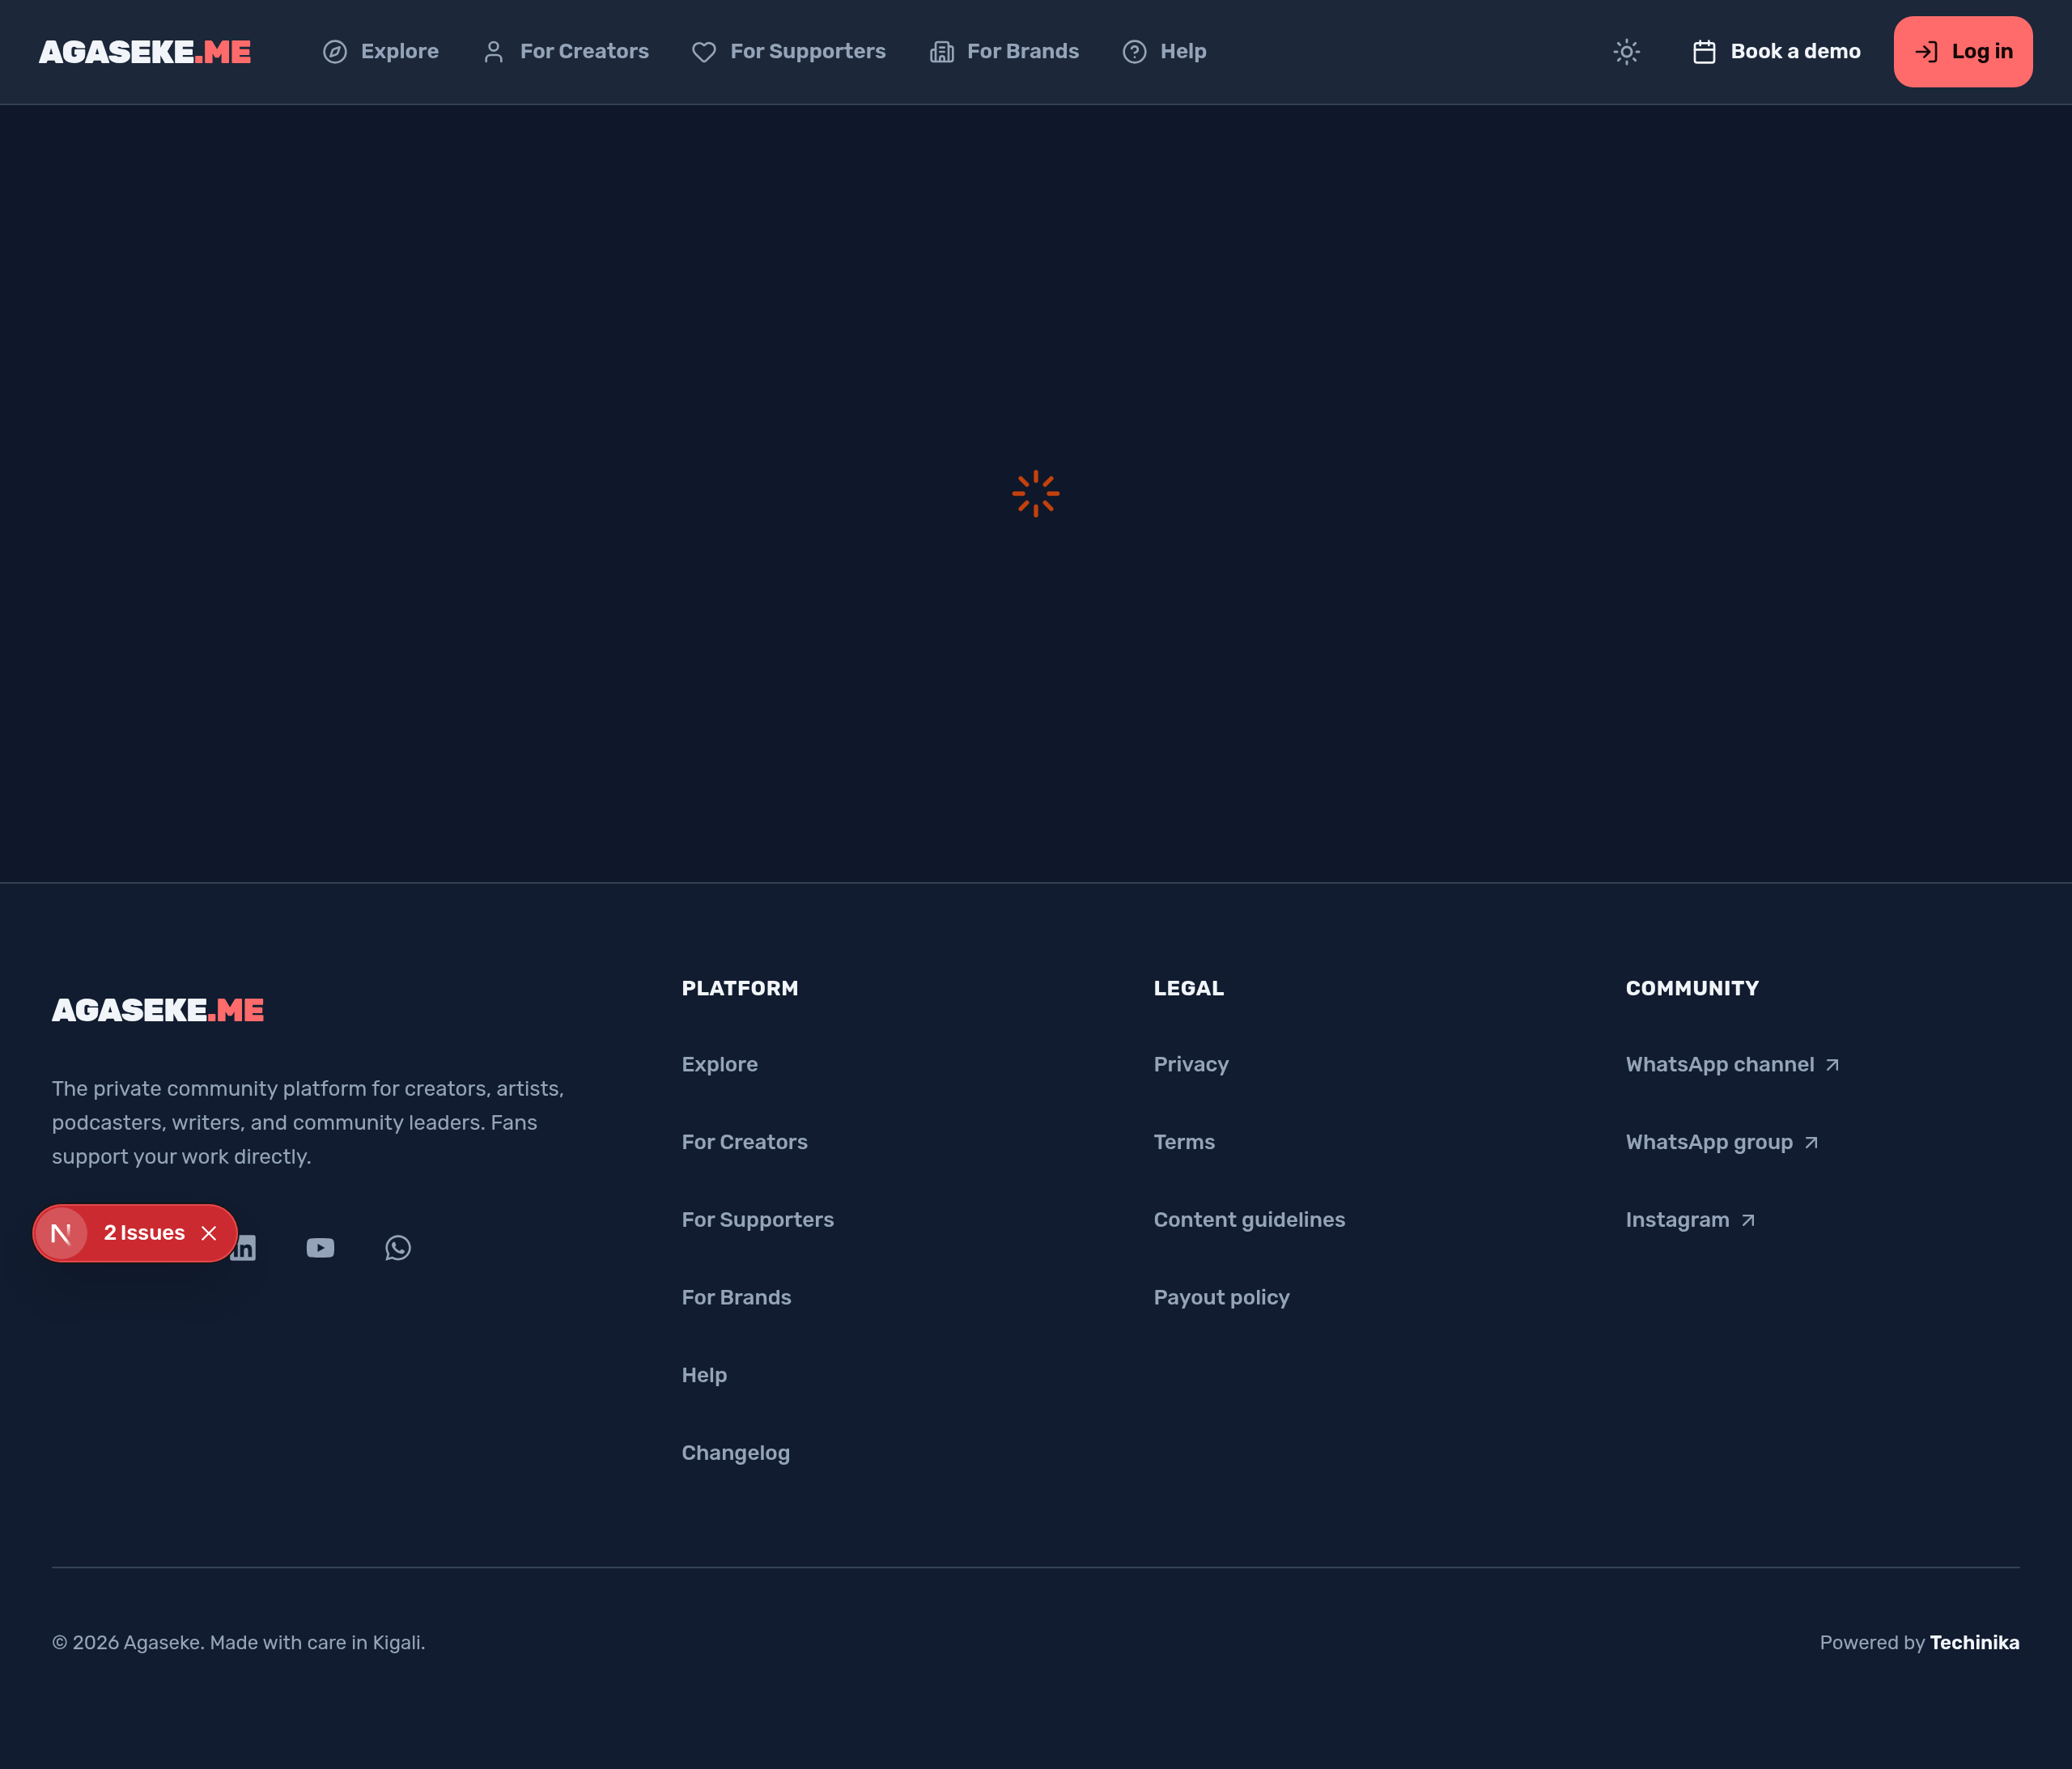 AGASEKE.ME
Explore
For Creators
For Supporters
For Brands
Help
Book a demo
Log in
AGASEKE.ME
The private community platform for creators, artists,
podcasters, writers, and community leaders. Fans
support your work directly.
2 Issues
PLATFORM
Explore
For Creators
For Supporters
For Brands
Help
Changelog
LEGAL
Privacy
Terms
Content guidelines
Payout policy
COMMUNITY
WhatsApp channel
WhatsApp group
Instagram
© 2026 Agaseke. Made with care in Kigali.
Powered by Techinika